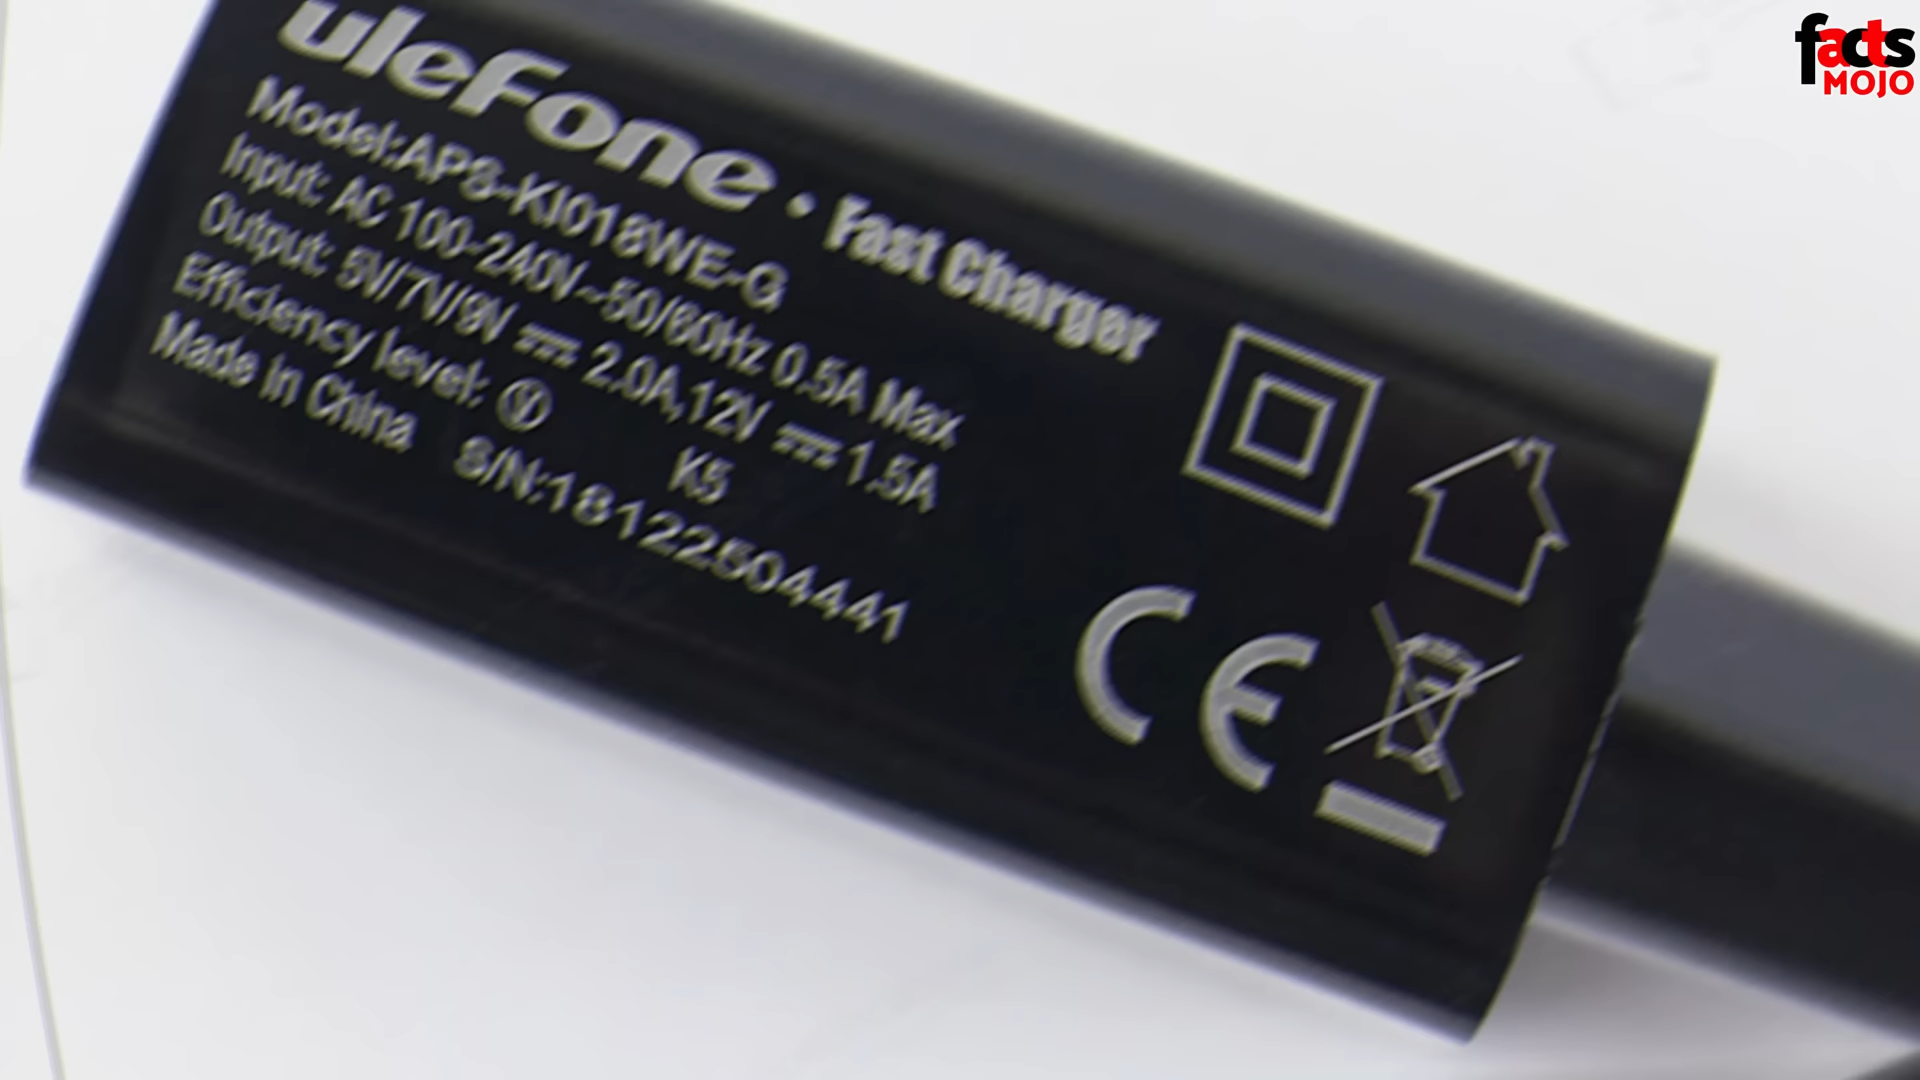 uleFone • Fast Charger
Model:APS-KI018WE-G
Input: AC 100-240V~50/60Hz 0.5A Max
Output: 5V/7V/9V ⎓ 2.0A,12V ⎓ 1.5A
Efficiency level: Ⓥ K5
Made in China S/N:18122504441
CE
facts
MOJO